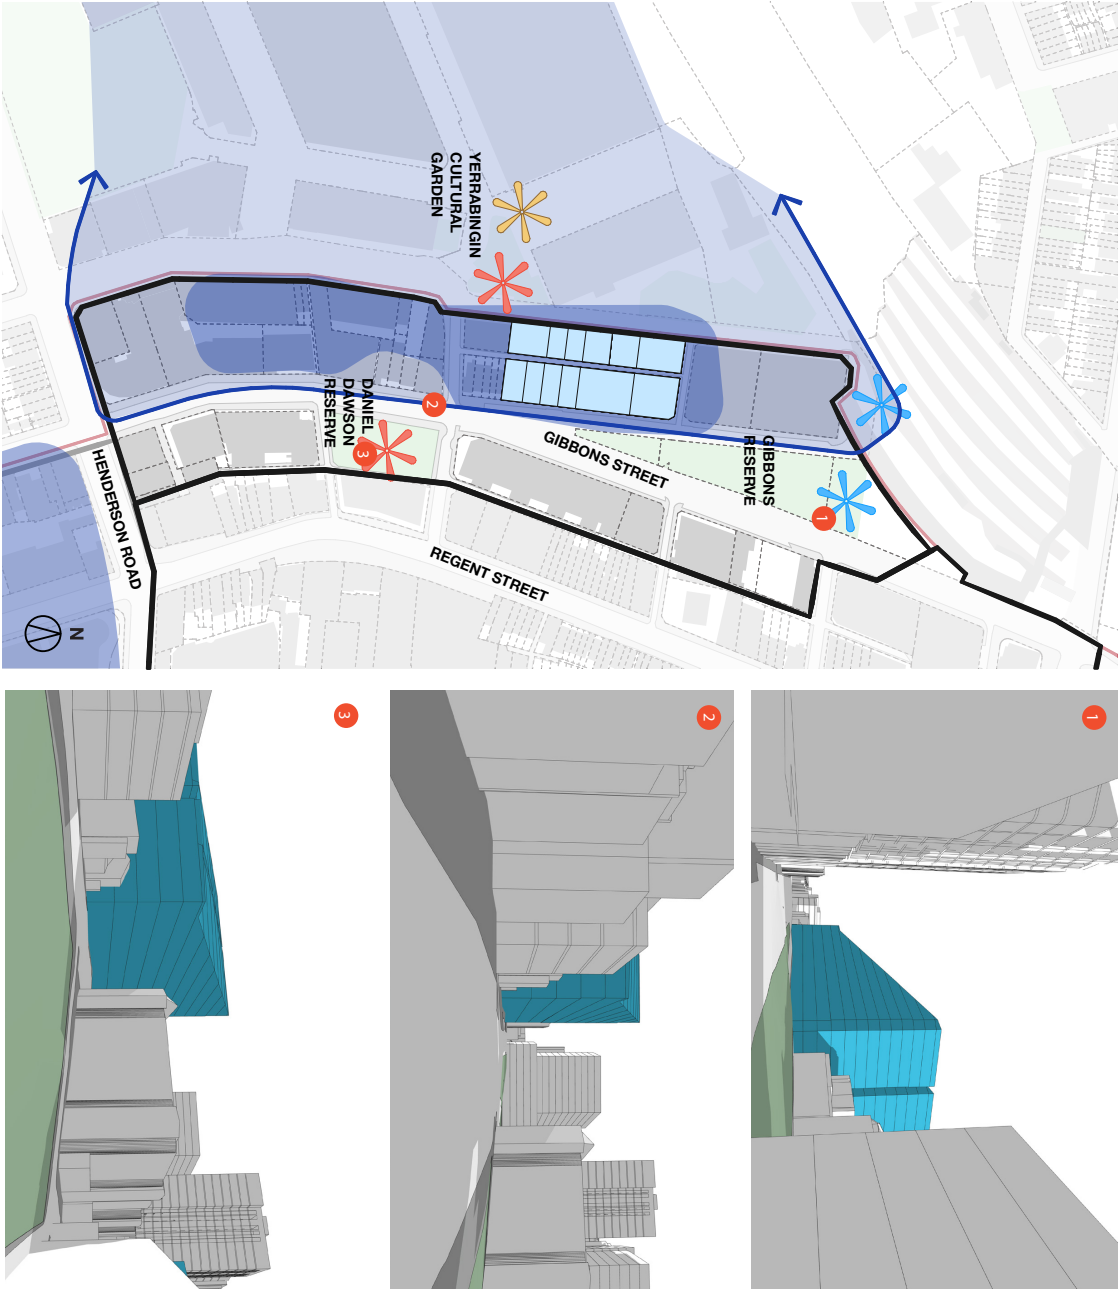 YERRABINGIN
CULTURAL
GARDEN
DANIEL
DAWSON
RESERVE
2
3
GIBBONS STREET
GIBBONS
RESERVE
1
HENDERSON ROAD
REGENT STREET
N
3
2
1